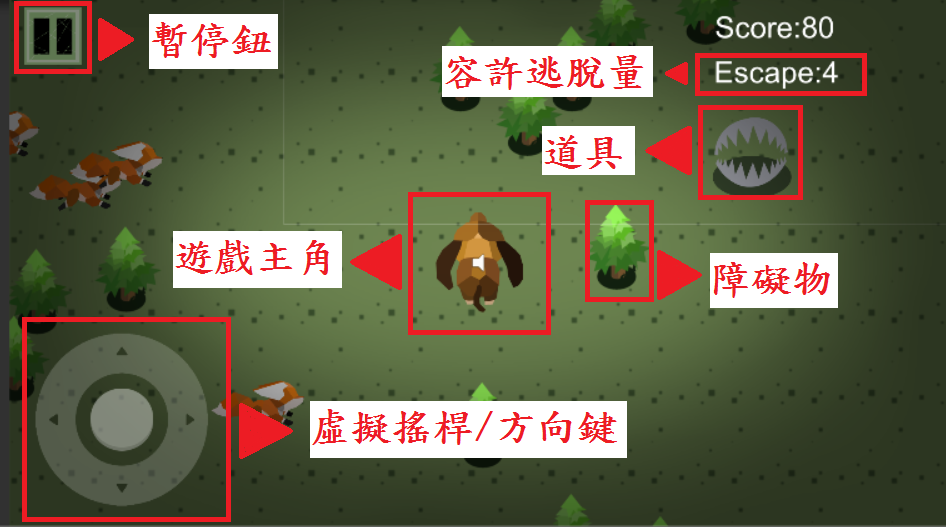 暫停鈕
Score:80
容許逃脫量
Escape:4
道具
遊戲主角
障礙物
虛擬搖桿/方向鍵